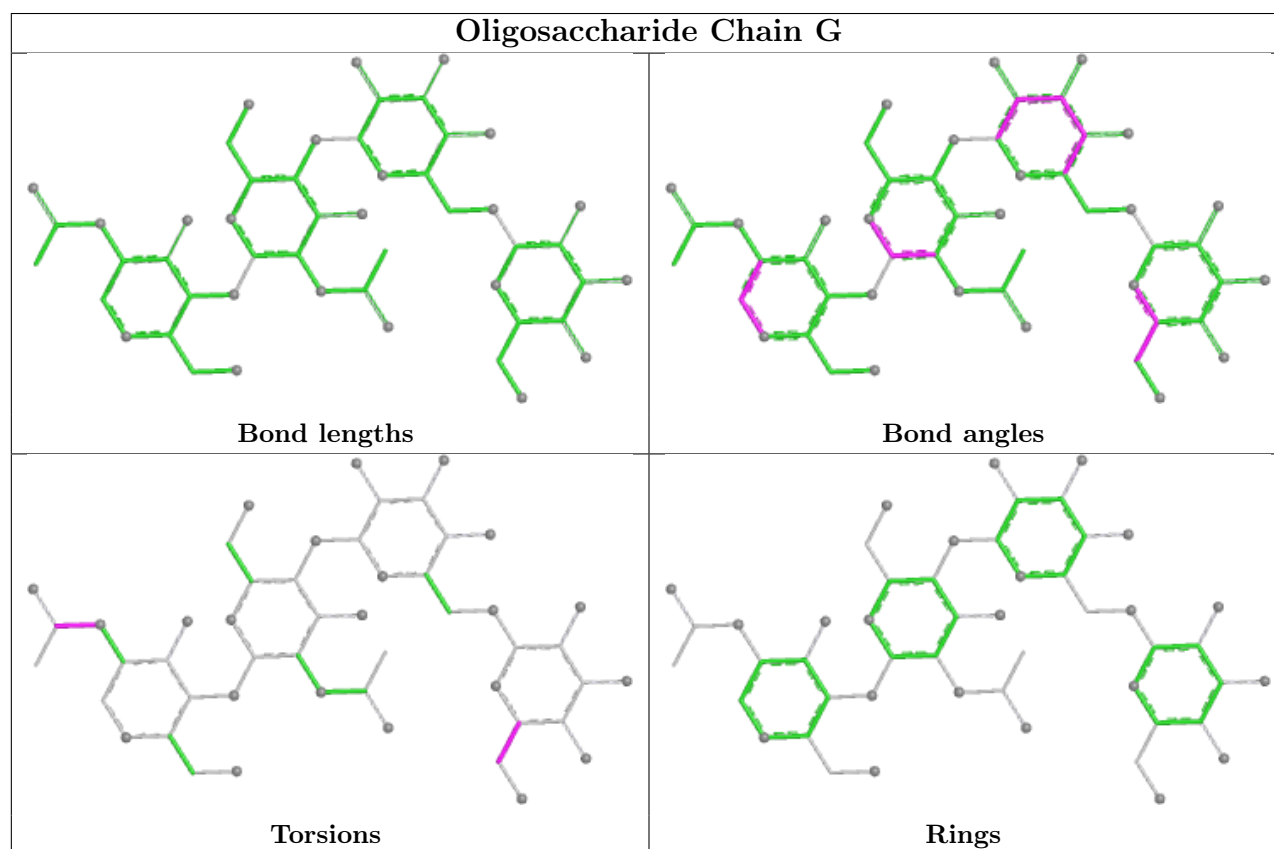 Oligosaccharide Chain G
Bond lengths
Bond angles
Torsions
Rings